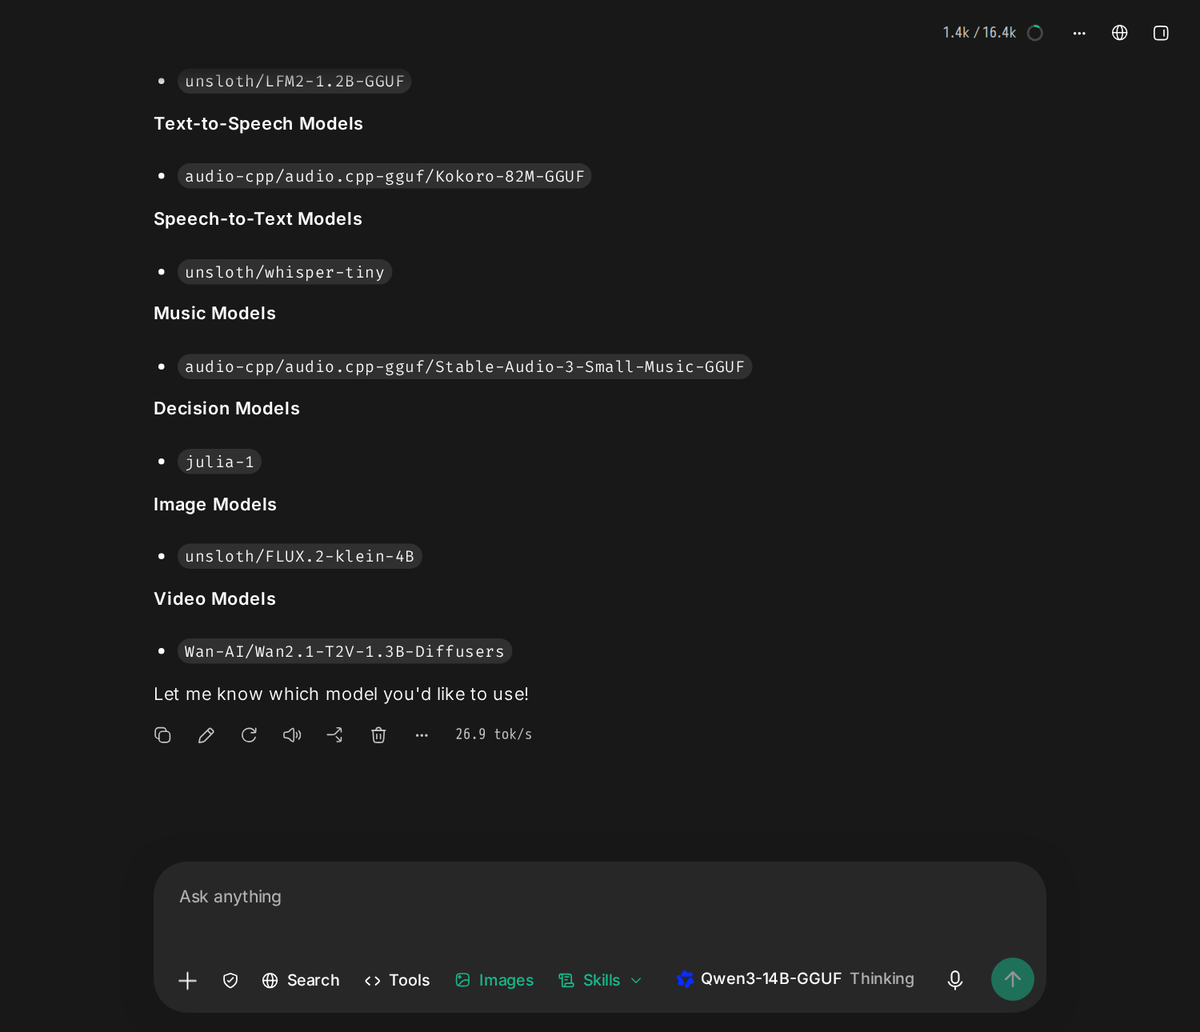 1.4k / 16.4k
unsloth/LFM2-1.2B-GGUF
Text-to-Speech Models
audio-cpp/audio.cpp-gguf/Kokoro-82M-GGUF
Speech-to-Text Models
unsloth/whisper-tiny
Music Models
audio-cpp/audio.cpp-gguf/Stable-Audio-3-Small-Music-GGUF
Decision Models
julia-1
Image Models
unsloth/FLUX.2-klein-4B
Video Models
Wan-AI/Wan2.1-T2V-1.3B-Diffusers
Let me know which model you'd like to use!
26.9 tok/s
Ask anything
Search Tools Images Skills Qwen3-14B-GGUF Thinking